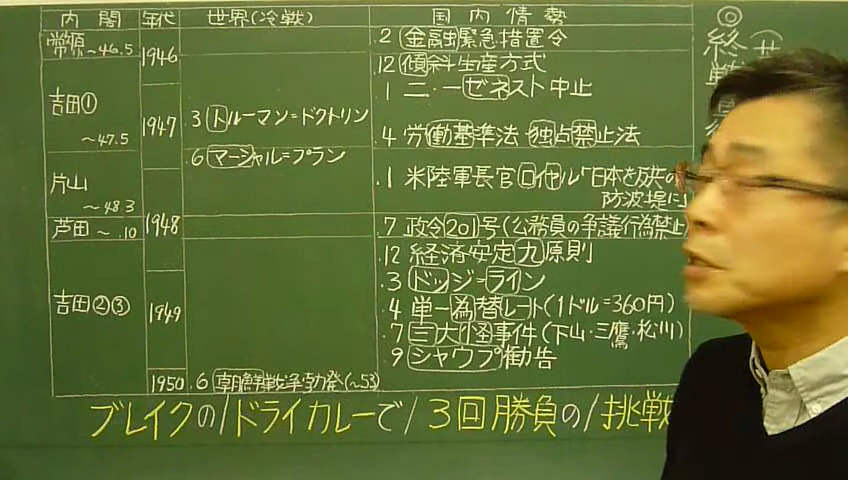 内閣 年代 世界(冷戦) 国内情勢
幣原~46.5 1946 .2 金融緊急措置令
12 傾斜生産方式
吉田① ~47.5 1947 .1 二・一ゼネスト中止
.3 トルーマン=ドクトリン
.4 労働基準法・独占禁止法
片山 ~48.3 .6 マーシャル=プラン
1948 .1 米陸軍長官ロイヤル「日本を反共の
防波堤に」
芦田~.10 .7 政令201号(公務員の争議行為禁止
吉田②③ .12 経済安定九原則
1949 .3 ドッジ=ライン
.4 単一為替レート(1ドル=360円)
.7 三大怪事件(下山・三鷹・松川)
.9 シャウプ勧告
1950 .6 朝鮮戦争勃発(~53)
ブレイクの/ドライカレーで/3回勝負の/挑戦
◎終戦